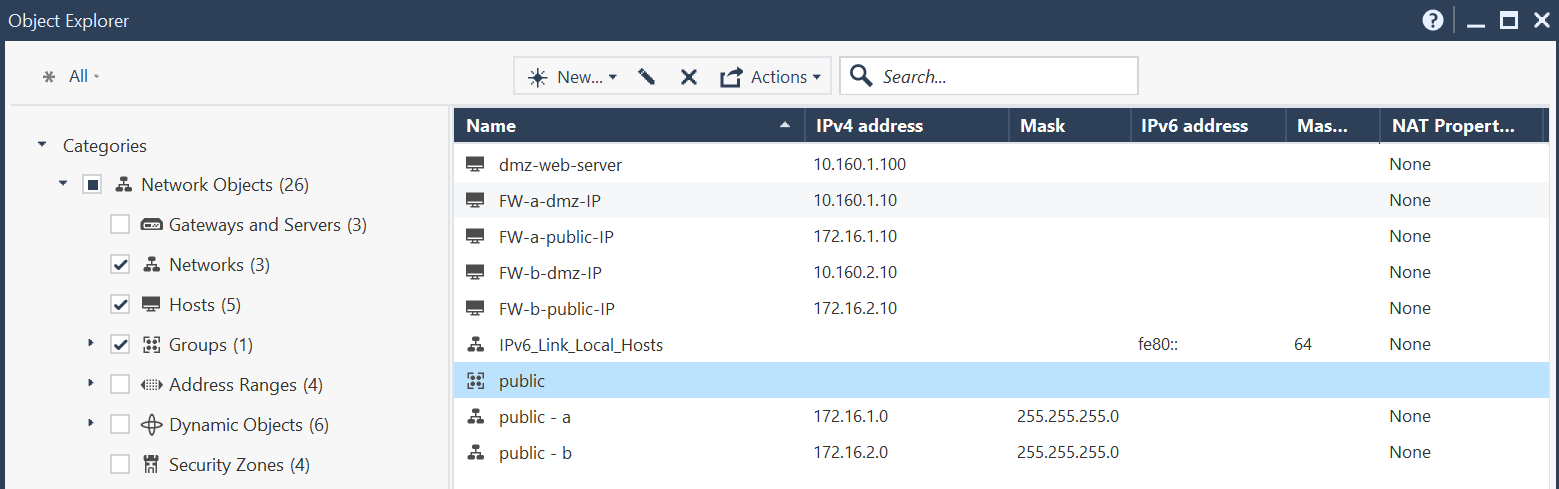 Object Explorer
All
New...
Actions
Search...
Categories
Network Objects (26)
Gateways and Servers (3)
Networks (3)
Hosts (5)
Groups (1)
Address Ranges (4)
Dynamic Objects (6)
Security Zones (4)
Name IPv4 address Mask IPv6 address Mas... NAT Propert...
dmz-web-server 10.160.1.100 None
FW-a-dmz-IP 10.160.1.10 None
FW-a-public-IP 172.16.1.10 None
FW-b-dmz-IP 10.160.2.10 None
FW-b-public-IP 172.16.2.10 None
IPv6_Link_Local_Hosts fe80:: 64 None
public
public - a 172.16.1.0 255.255.255.0 None
public - b 172.16.2.0 255.255.255.0 None